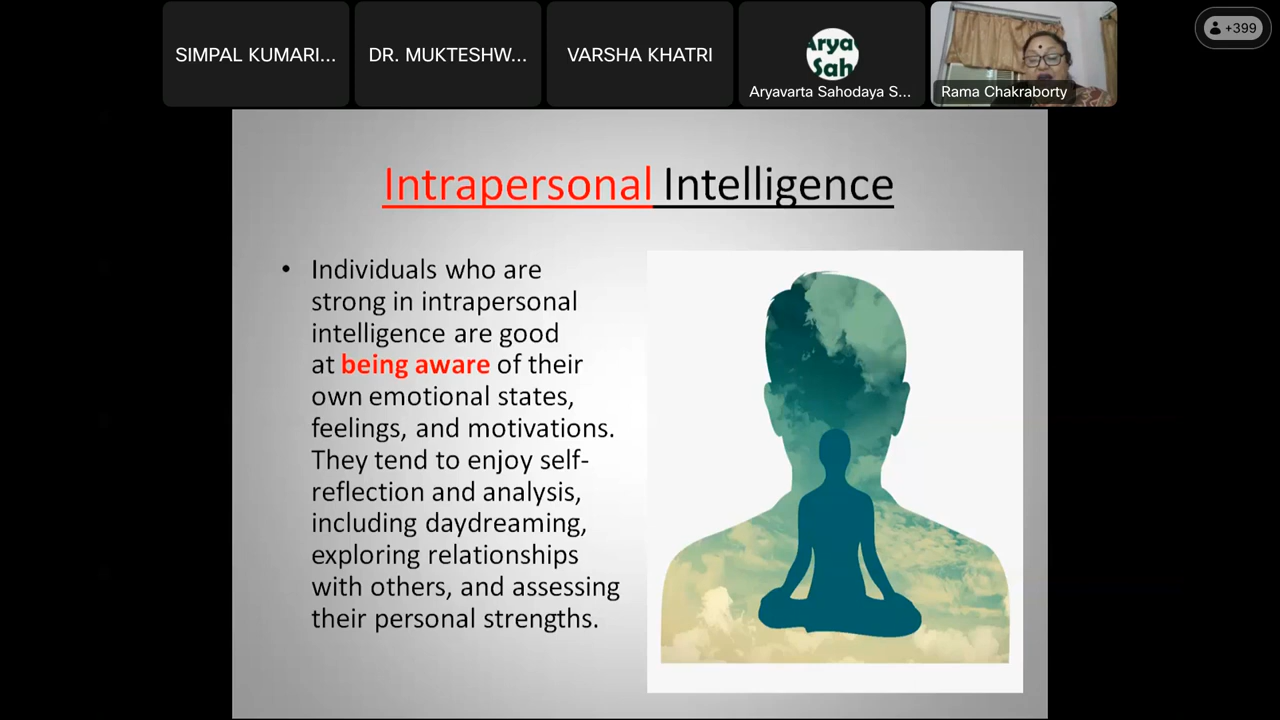 SIMPAL KUMARI...
DR. MUKTESHW...
VARSHA KHATRI
Arya
Sah
Aryavarta Sahodaya S...
Rama Chakraborty
+399
Intrapersonal Intelligence
• Individuals who are
strong in intrapersonal
intelligence are good
at being aware of their
own emotional states,
feelings, and motivations.
They tend to enjoy self-
reflection and analysis,
including daydreaming,
exploring relationships
with others, and assessing
their personal strengths.